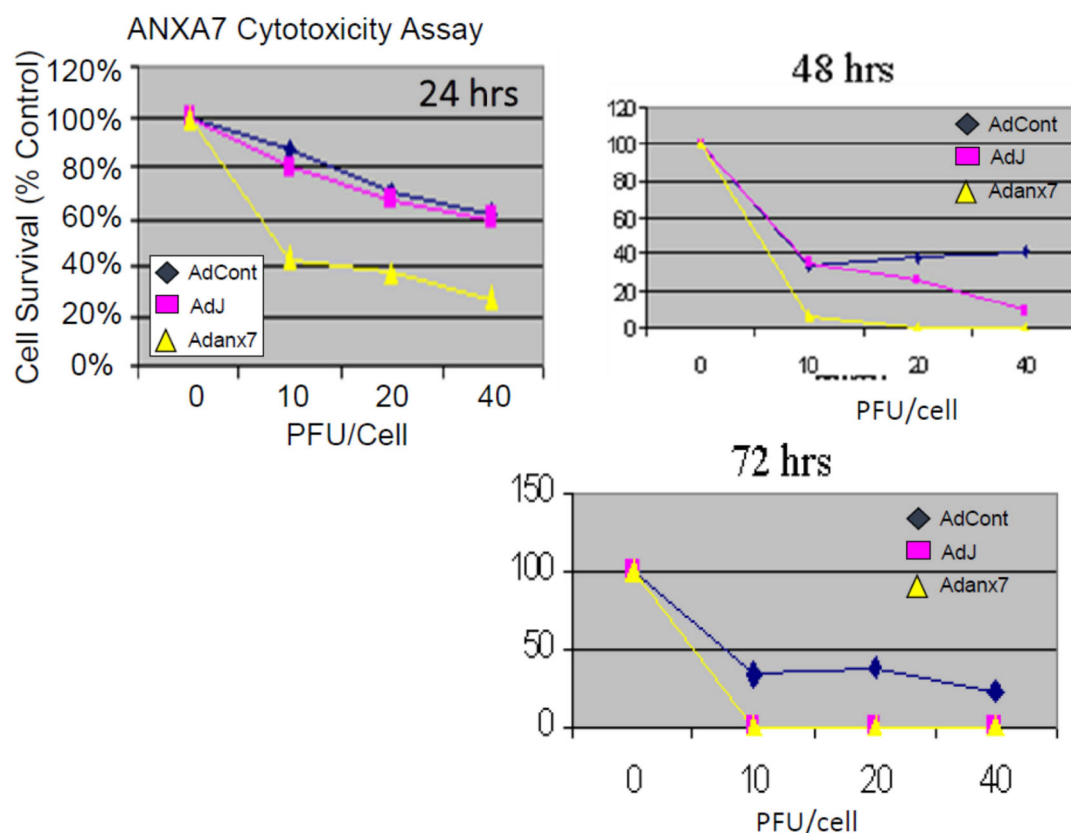 ANXA7 Cytotoxicity Assay
Cell Survival (% Control)
120%
100%
80%
60%
40%
20%
0%
24 hrs
AdCont
AdJ
Adanx7
0 10 20 40
PFU/Cell
48 hrs
120
100
80
60
40
20
0
AdCont
AdJ
Adanx7
0 10 20 40
PFU/cell
72 hrs
150
100
50
0
AdCont
AdJ
Adanx7
0 10 20 40
PFU/cell